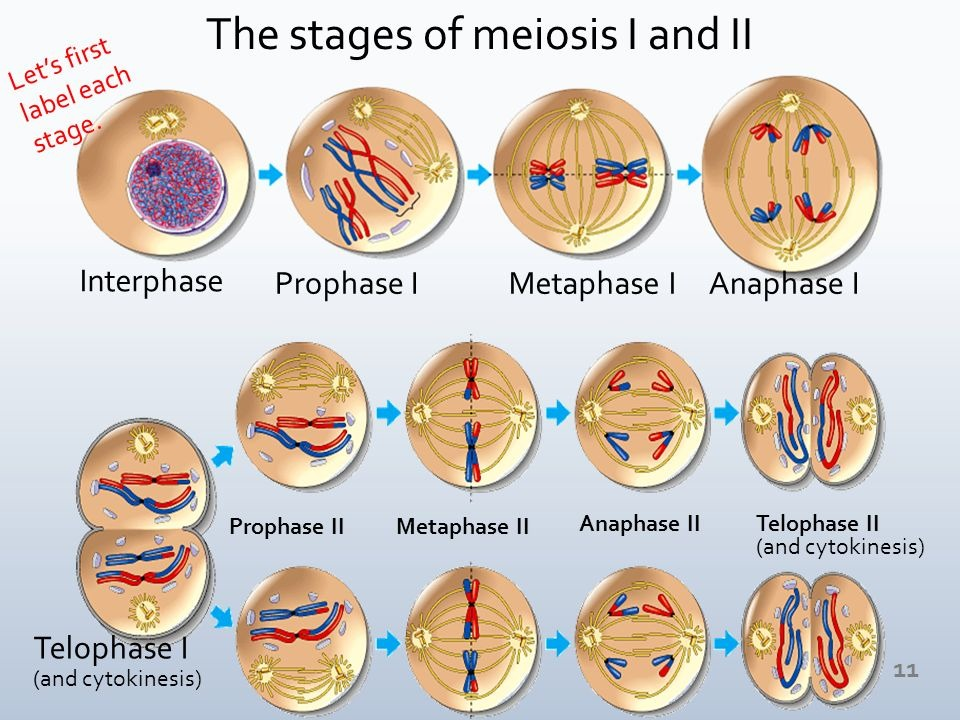 The stages of meiosis I and II
Let's first
label each
stage.
Interphase
Prophase I
Metaphase I
Anaphase I
Prophase II
Metaphase II
Anaphase II
Telophase II
(and cytokinesis)
Telophase I
(and cytokinesis)
11